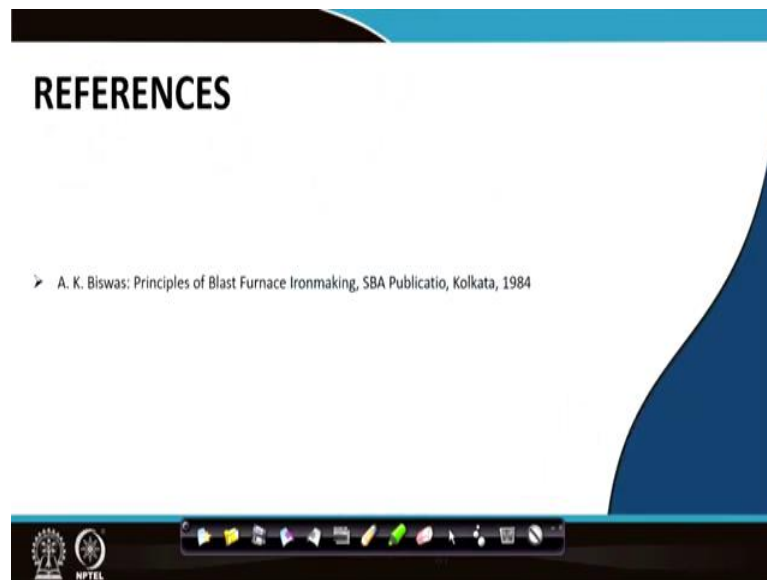 REFERENCES
➢ A. K. Biswas: Principles of Blast Furnace Ironmaking, SBA Publicatio, Kolkata, 1984
NPTEL